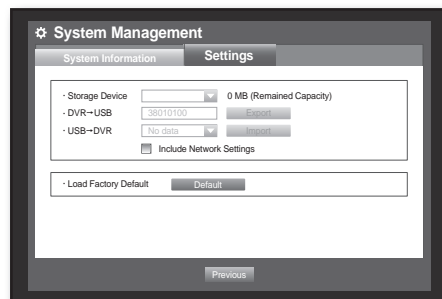 System Management
System Information Settings
· Storage Device 0 MB (Remained Capacity)
· DVR→USB 38010100 Export
· USB→DVR No data Import
Include Network Settings
· Load Factory Default Default
Previous